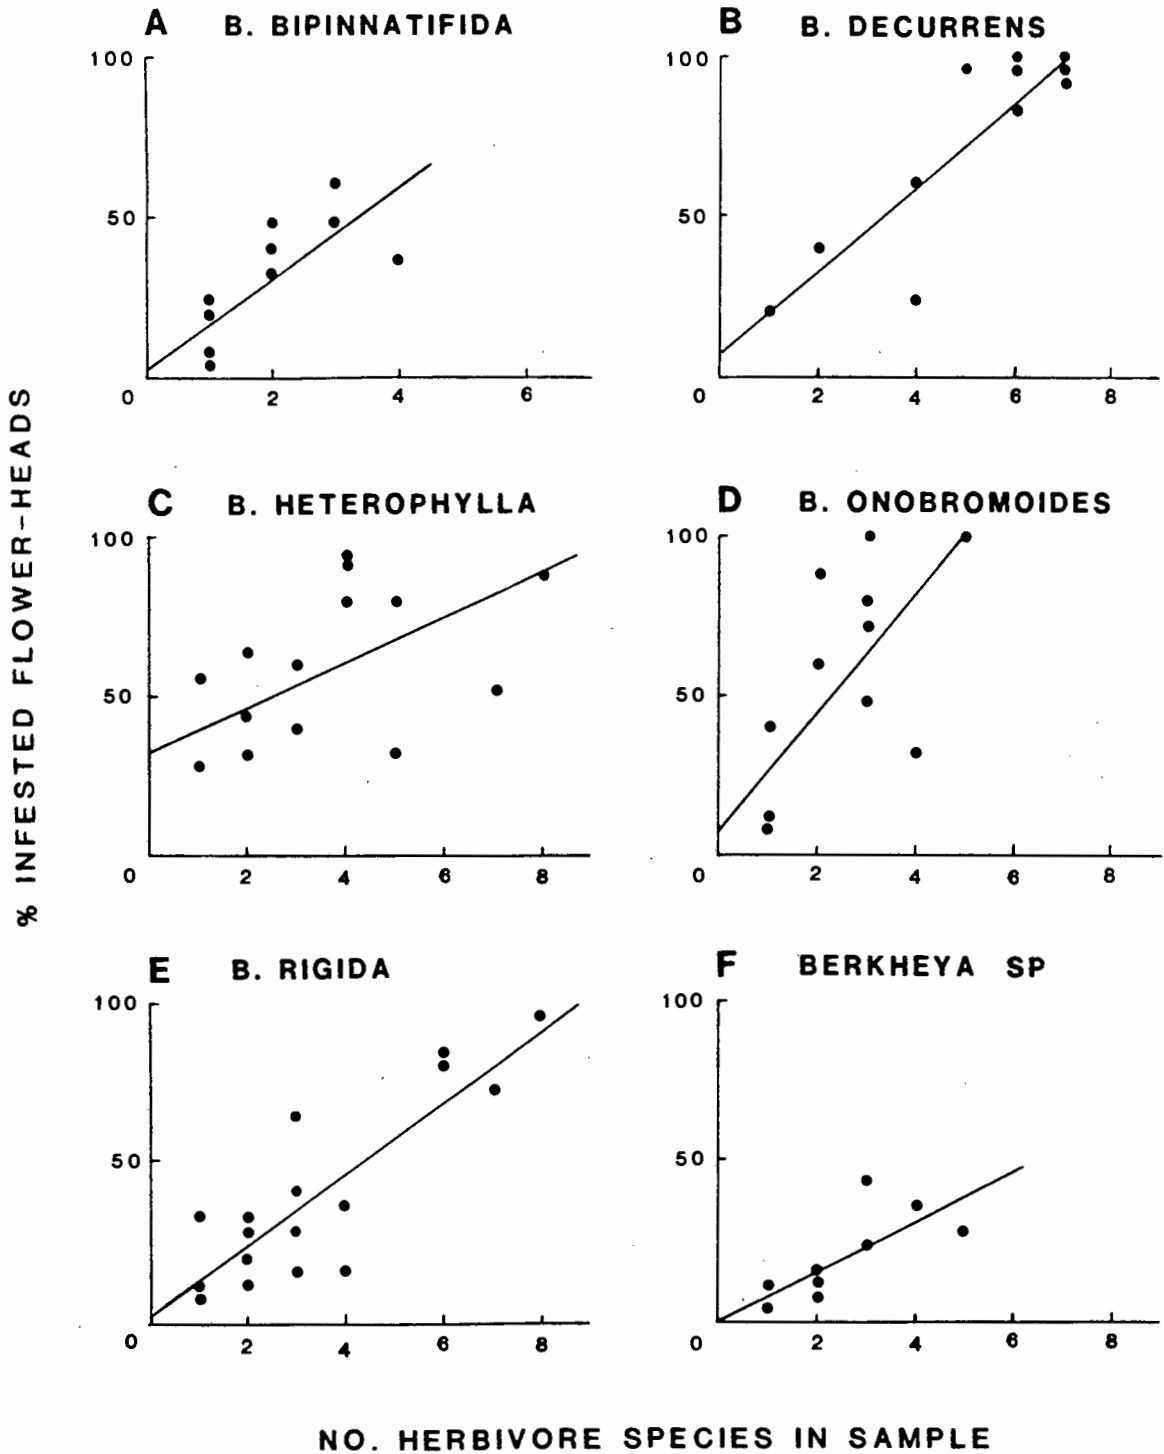 A B. BIPINNATIFIDA
100
50
0 2 4 6
B B. DECURRENS
100
50
0 2 4 6 8
C B. HETEROPHYLLA
100
50
0 2 4 6 8
D B. ONOBROMOIDES
100
50
0 2 4 6 8
E B. RIGIDA
100
50
0 2 4 6 8
F BERKHEYA SP
100
50
0 2 4 6 8
% INFESTED FLOWER-HEADS
NO. HERBIVORE SPECIES IN SAMPLE